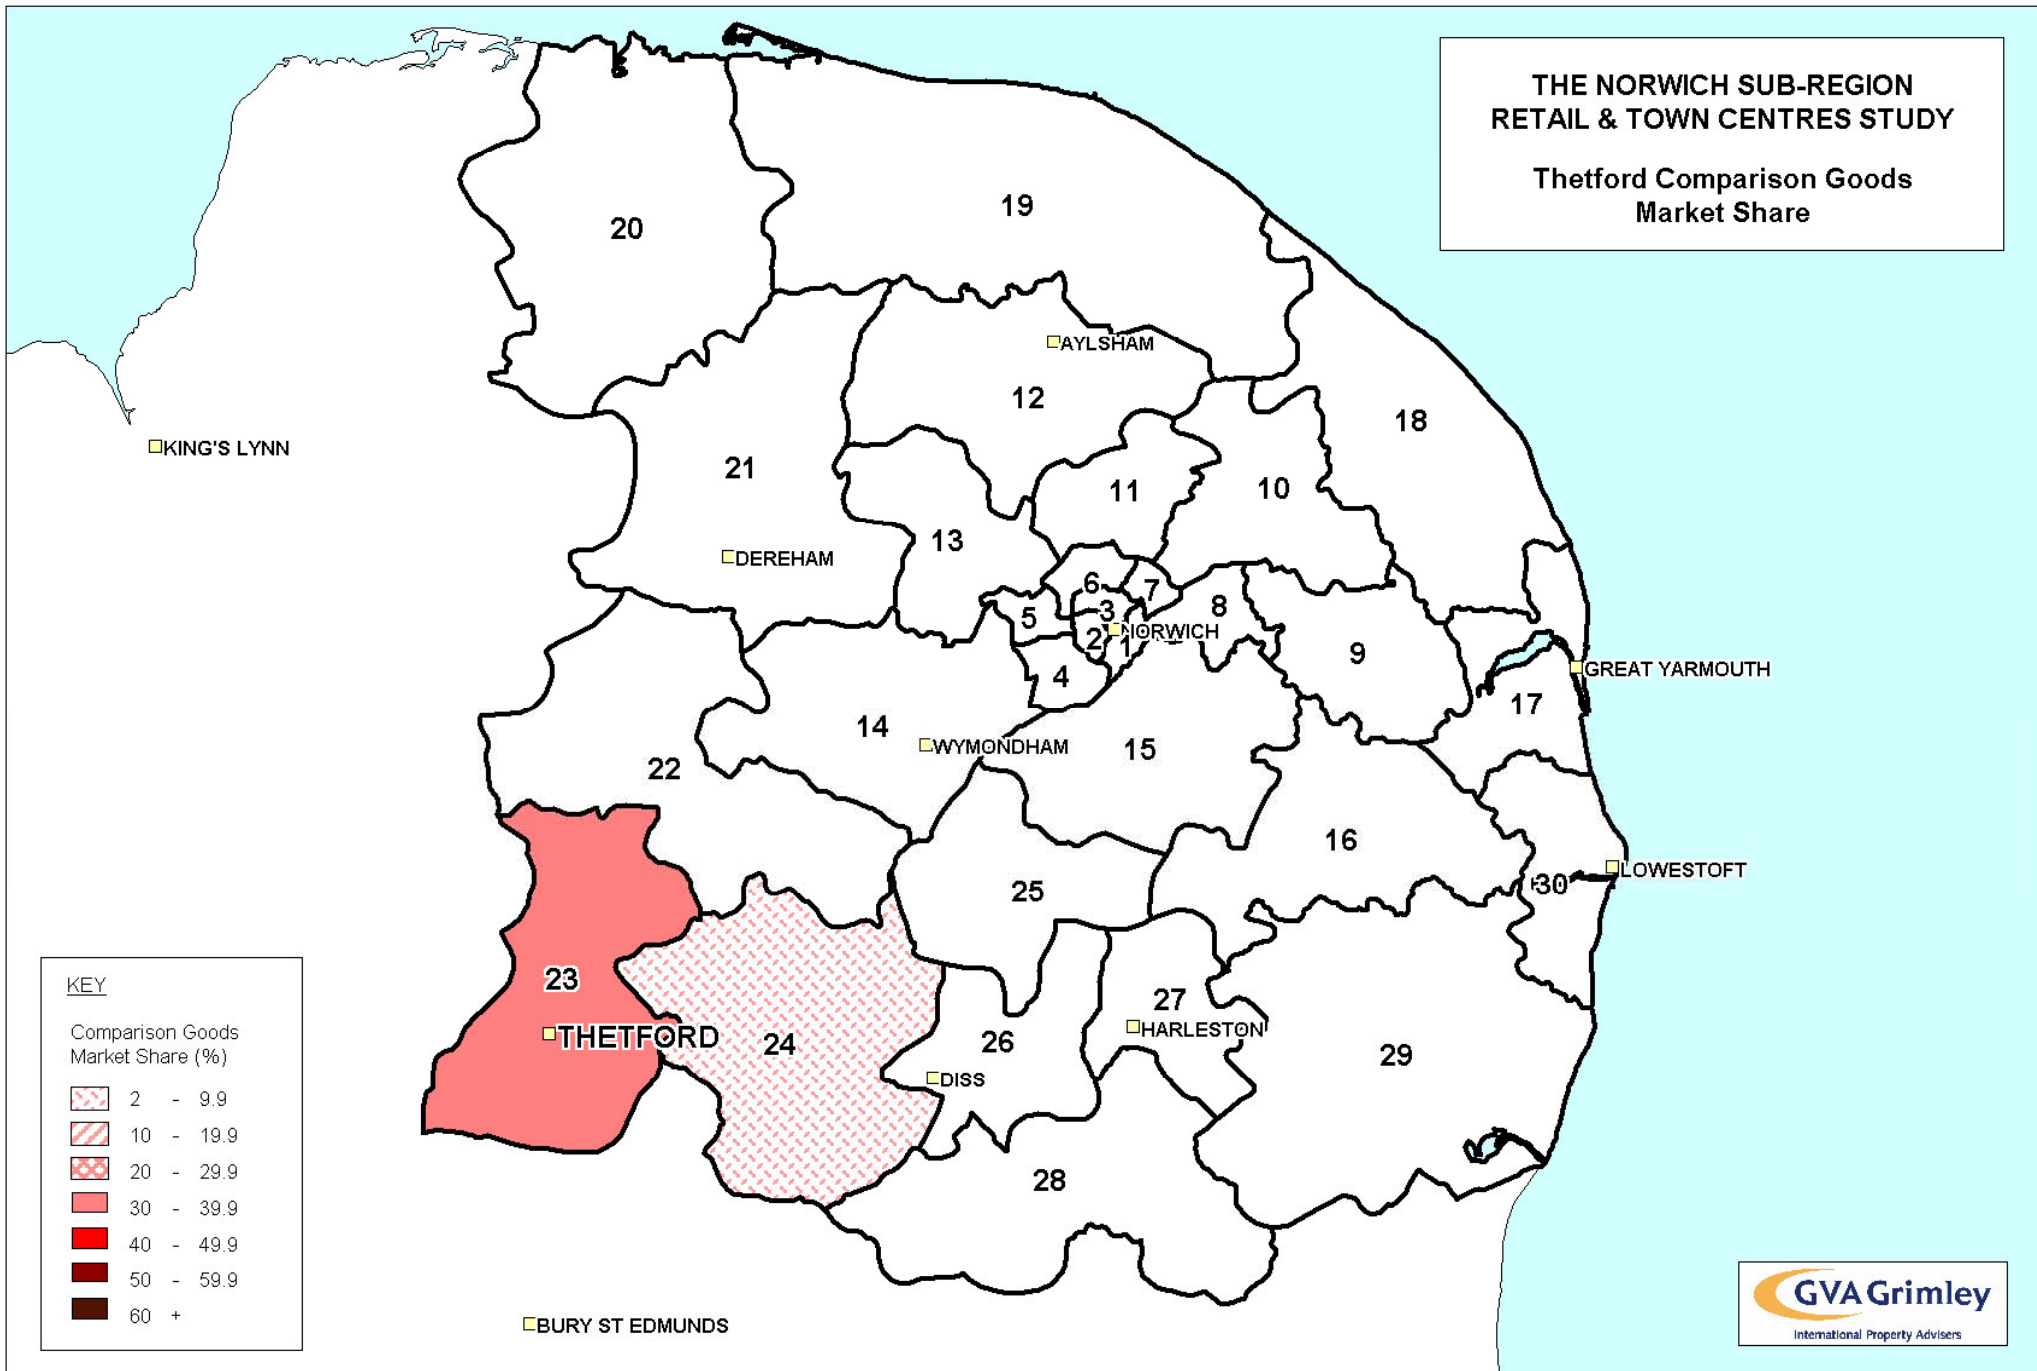 THE NORWICH SUB-REGION
RETAIL & TOWN CENTRES STUDY
Thetford Comparison Goods
Market Share
20
19
AYLSHAM
12
18
KING'S LYNN
21
11
10
13
DEREHAM
6
7
3
8
5
NORWICH
2
1
9
4
GREAT YARMOUTH
17
14
WYMONDHAM
15
22
16
LOWESTOFT
30
25
23
27
THETFORD
24
26
HARLESTON
29
DISS
28
BURY ST EDMUNDS
KEY
Comparison Goods
Market Share (%)
2 - 9.9
10 - 19.9
20 - 29.9
30 - 39.9
40 - 49.9
50 - 59.9
60 +
GVA Grimley
International Property Advisers